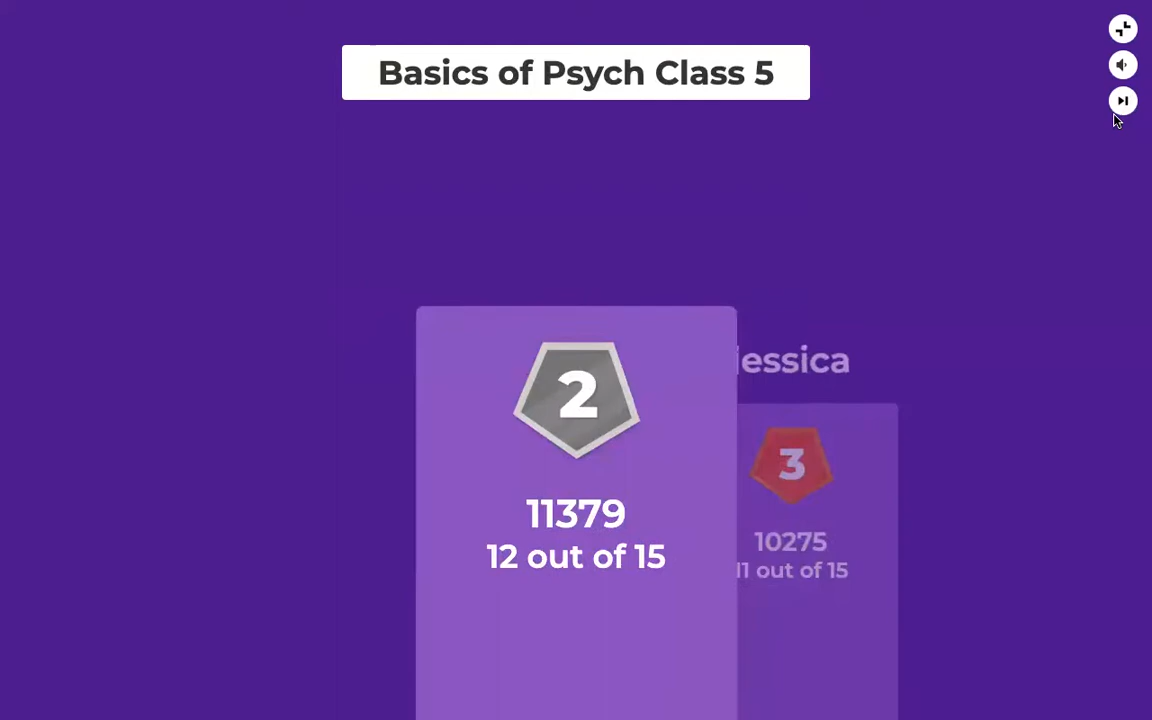 Basics of Psych Class 5
2
11379
12 out of 15
essica
3
10275
11 out of 15